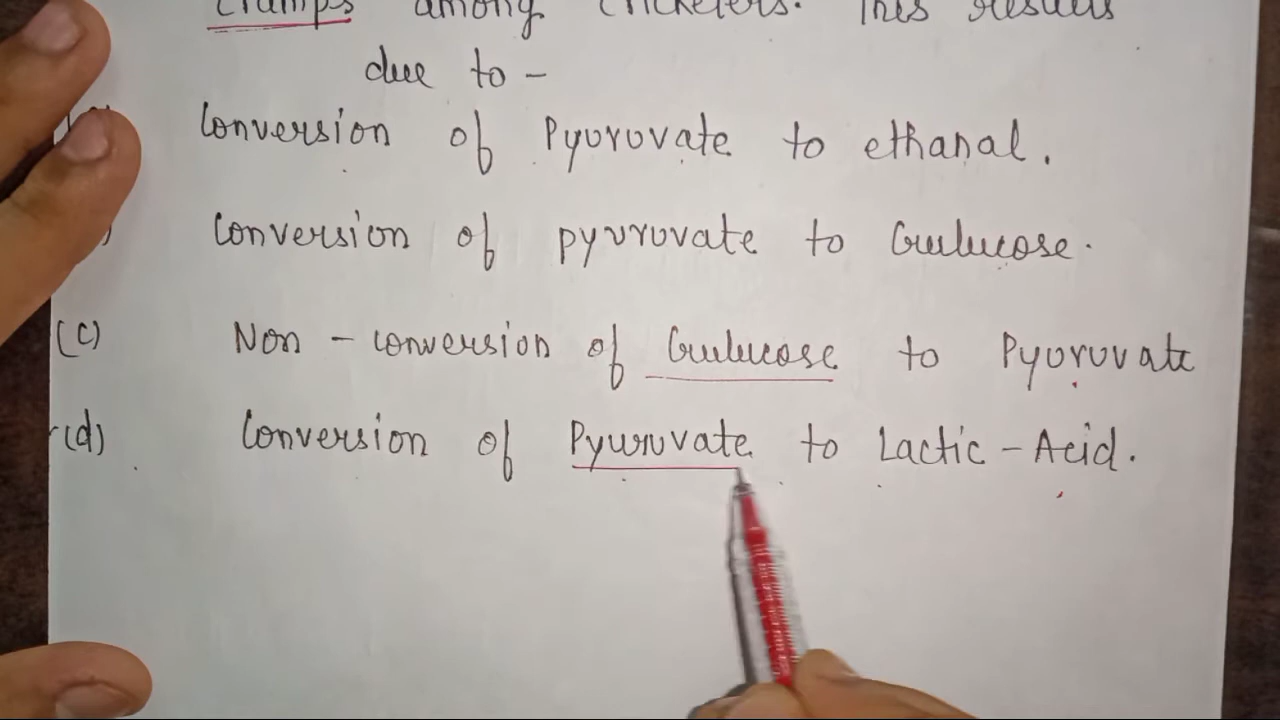 cramps among cricketers. This results
due to -
Conversion of Pyuruvate to ethanal.
Conversion of pyuruvate to Gulucose.
(C) Non - conversion of Gulucose to Pyuruvate
(d) Conversion of Pyuruvate to Lactic - Acid.